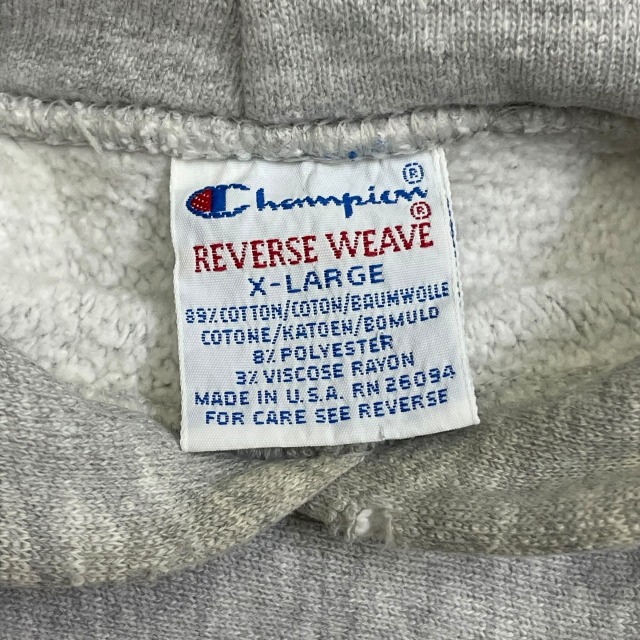 Champion ®
REVERSE WEAVE ®
X-LARGE
89% COTTON/COTON/BAUMWOLLE
COTONE/KATOEN/BOMULD
8% POLYESTER
3% VISCOSE RAYON
MADE IN U.S.A. RN 26094
FOR CARE SEE REVERSE